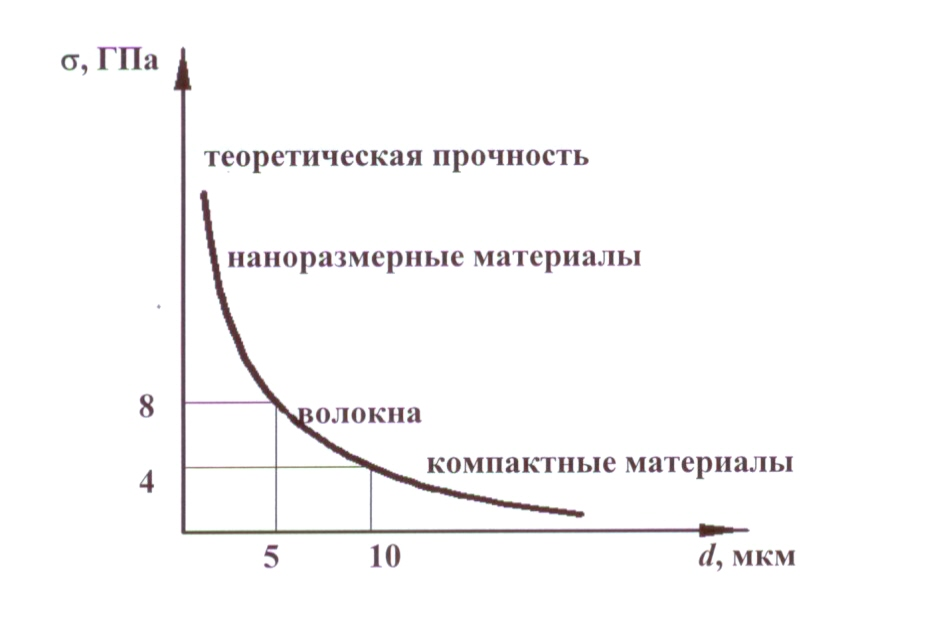 σ, ГПа
теоретическая прочность
наноразмерные материалы
8
волокна
компактные материалы
4
5
10
d, мкм